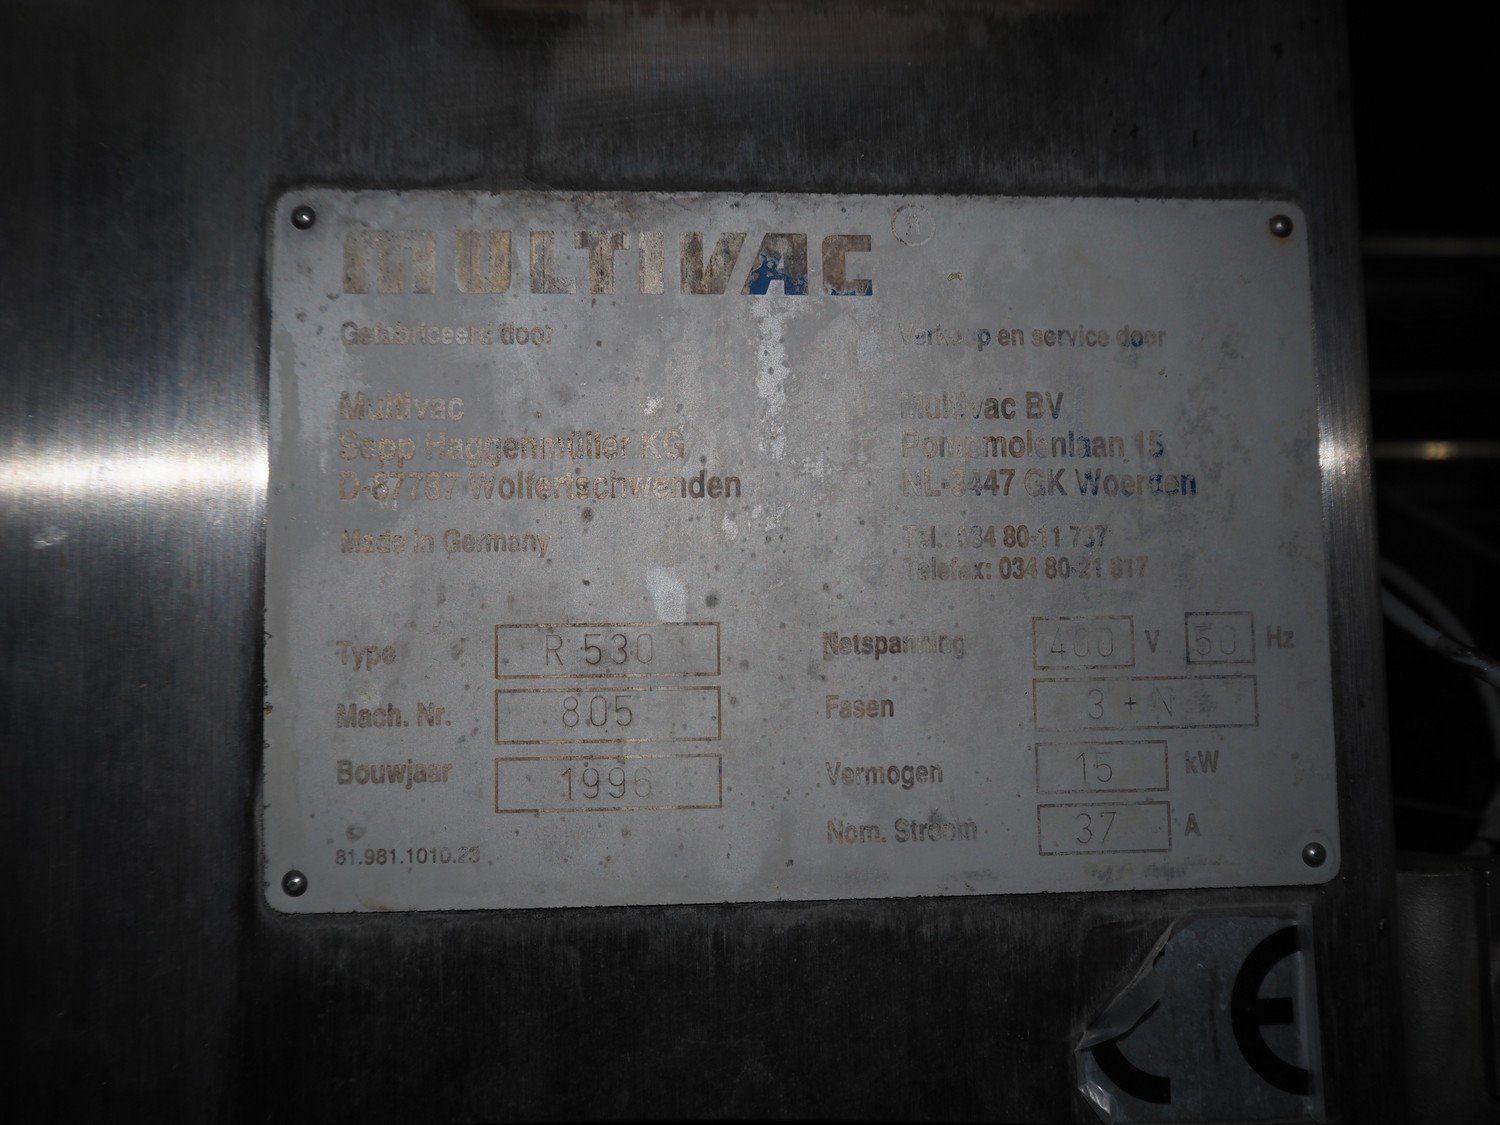 MULTIVAC
Gefabriceerd door
Multivac
Sepp Haggenmüller KG
D-87787 Wolfertschwenden
Made in Germany
Verkoop en service door
Multivac BV
Pompmolenlaan 15
NL-3447 GK Woerden
Tel.: 034 80-11 737
Telefax: 034 80-21 817
Type R 530
Mach. Nr. 805
Bouwjaar 1996
81.981.1010.23
Netspanning 400 V 50 Hz
Fasen 3 + N
Vermogen 15 kW
Nom. Stroom 37 A
CE